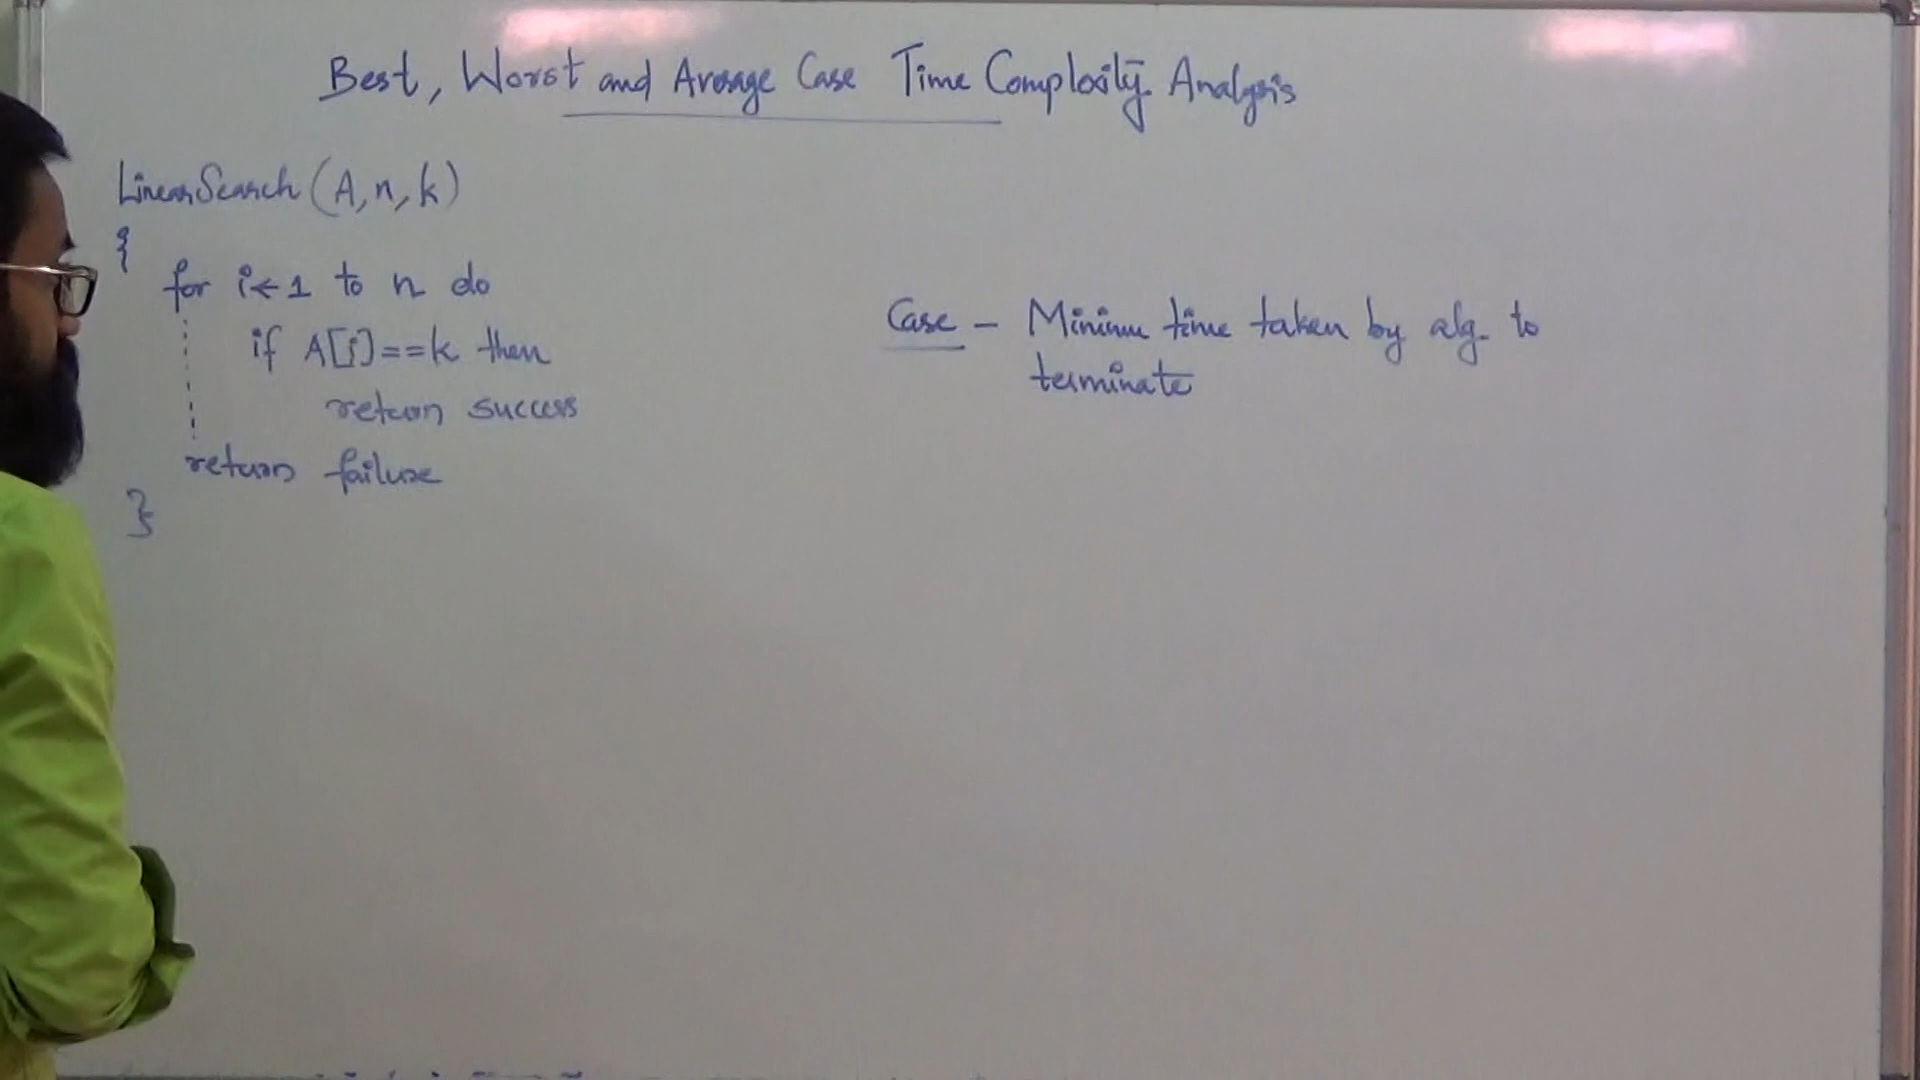 Best, Worst and Average Case Time Complexity Analysis
LinearSearch (A, n, k)
{
for i ← 1 to n do
if A[i] == k then
return success
return failure
}
Case - Minimum time taken by alg. to
terminate